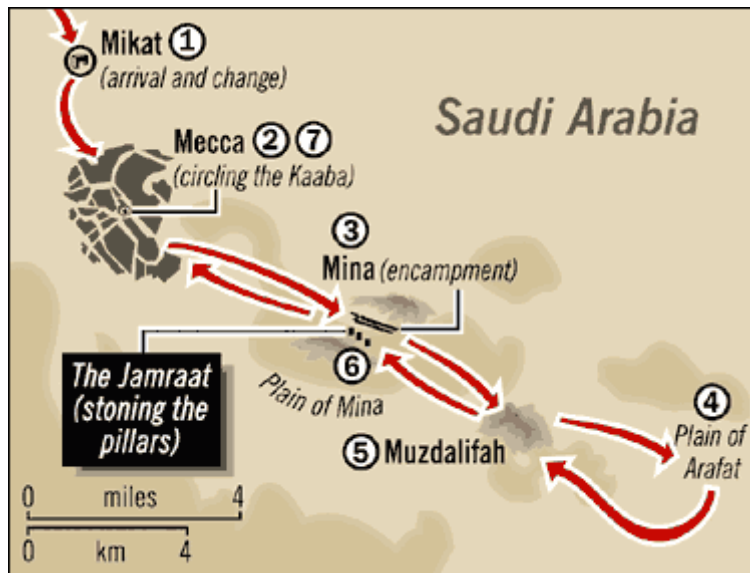 Mikat 1
(arrival and change)
Saudi Arabia
Mecca 2 7
(circling the Kaaba)
3
Mina (encampment)
The Jamraat
(stoning the
pillars)
6
Plain of Mina
4
Plain of
Arafat
5 Muzdalifah
0 miles 4
0 km 4